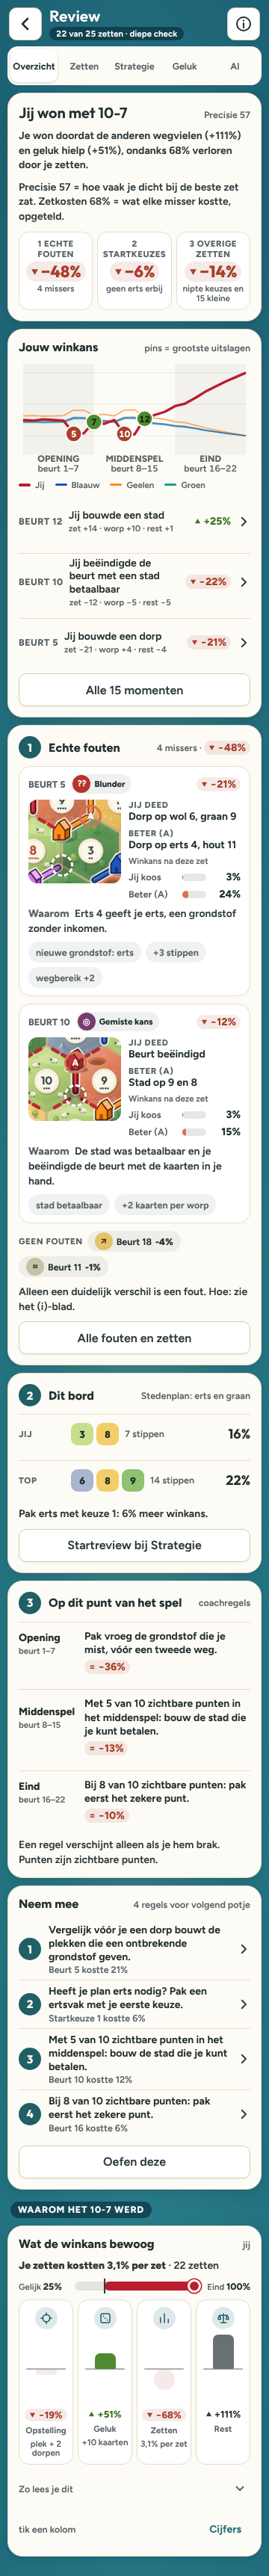 Review
22 van 25 zetten · diepe check
Overzicht Zetten Strategie Geluk AI
Jij won met 10-7 Precisie 57
Je won doordat de anderen wegvielen (+111%)
en geluk hielp (+51%), ondanks 68% verloren
door je zetten.
Precisie 57 = hoe vaak je dicht bij de beste zet
zat. Zetkosten 68% = wat elke misser kostte,
opgeteld.
1 ECHTE
FOUTEN
▼ −48%
4 missers
2
STARTKEUZES
▼ −6%
geen erts erbij
3 OVERIGE
ZETTEN
▼ −14%
nipte keuzes en
15 kleine
Jouw winkans pins = grootste uitslagen
5 7 10 12
OPENING MIDDENSPEL EIND
beurt 1–7 beurt 8–15 beurt 16–22
Jij Blaauw Geelen Groen
BEURT 12 Jij bouwde een stad ▲ +25%
zet +14 · worp +10 · rest +1
BEURT 10 Jij beëindigde de
beurt met een stad
betaalbaar ▼ −22%
zet −12 · worp −5 · rest −5
BEURT 5 Jij bouwde een dorp ▼ −21%
zet −21 · worp +4 · rest −4
Alle 15 momenten
1 Echte fouten 4 missers · ▼ −48%
BEURT 5 ?? Blunder ▼ −21%
9
8 3
A
JIJ DEED
Dorp op wol 6, graan 9
BETER (A)
Dorp op erts 4, hout 11
Winkans na deze zet
Jij koos 3%
Beter (A) 24%
Waarom Erts 4 geeft je erts, een grondstof
zonder inkomen.
nieuwe grondstof: erts +3 stippen
wegbereik +2
BEURT 10 Gemiste kans ▼ −12%
A
10 9
JIJ DEED
Beurt beëindigd
BETER (A)
Stad op 9 en 8
Winkans na deze zet
Jij koos 3%
Beter (A) 15%
Waarom De stad was betaalbaar en je
beëindigde de beurt met de kaarten in je
hand.
stad betaalbaar +2 kaarten per worp
GEEN FOUTEN Beurt 18 -4%
≈ Beurt 11 -1%
Alleen een duidelijk verschil is een fout. Hoe: zie
het (i)-blad.
Alle fouten en zetten
2 Dit bord Stedenplan: erts en graan
JIJ 3 8 7 stippen 16%
TOP 6 8 9 14 stippen 22%
Pak erts met keuze 1: 6% meer winkans.
Startreview bij Strategie
3 Op dit punt van het spel coachregels
Opening
beurt 1–7
Pak vroeg de grondstof die je
mist, vóór een tweede weg.
= −36%
Middenspel
beurt 8–15
Met 5 van 10 zichtbare punten in
het middenspel: bouw de stad die
je kunt betalen.
= −13%
Eind
beurt 16–22
Bij 8 van 10 zichtbare punten: pak
eerst het zekere punt.
= −10%
Een regel verschijnt alleen als je hem brak.
Punten zijn zichtbare punten.
Neem mee 4 regels voor volgend potje
1 Vergelijk vóór je een dorp bouwt de
plekken die een ontbrekende
grondstof geven.
Beurt 5 kostte 21%
2 Heeft je plan erts nodig? Pak een
ertsvak met je eerste keuze.
Startkeuze 1 kostte 6%
3 Met 5 van 10 zichtbare punten in het
middenspel: bouw de stad die je kunt
betalen.
Beurt 10 kostte 12%
4 Bij 8 van 10 zichtbare punten: pak
eerst het zekere punt.
Beurt 16 kostte 6%
Oefen deze
WAAROM HET 10-7 WERD
Wat de winkans bewoog jij
Je zetten kostten 3,1% per zet · 22 zetten
Gelijk 25% Eind 100%
▼ −19%
Opstelling
plek + 2
dorpen
▲ +51%
Geluk
+10 kaarten
▼ −68%
Zetten
3,1% per zet
▲ +111%
Rest
Zo lees je dit
tik een kolom Cijfers